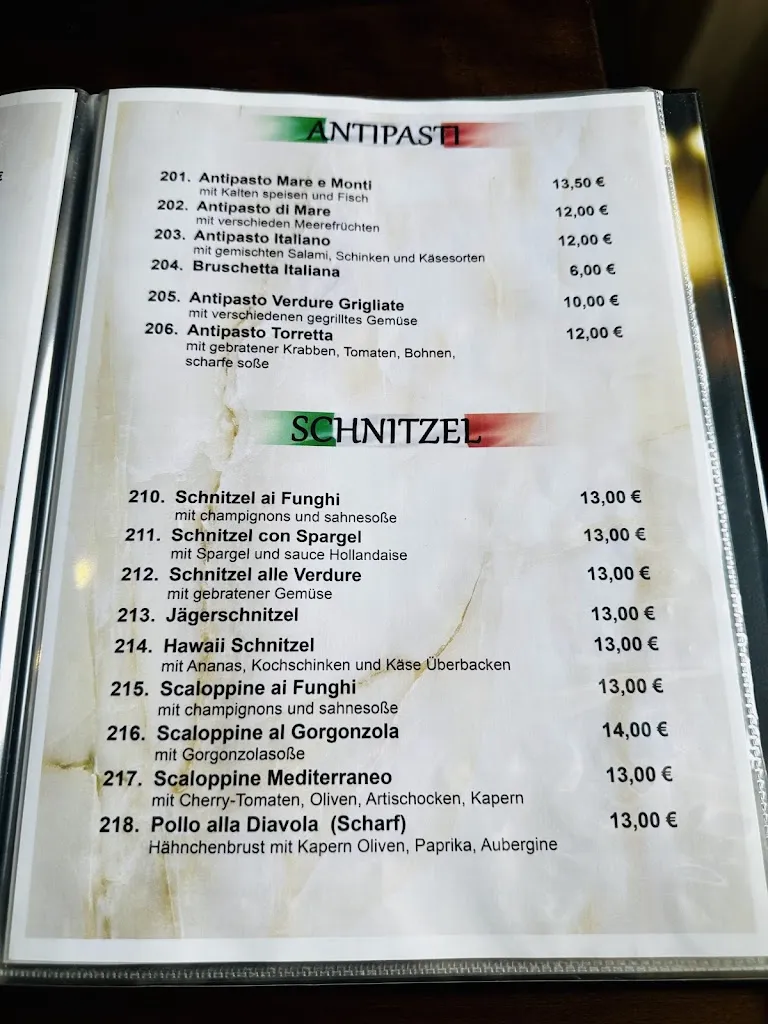 €
ANTIPASTI
201. Antipasto Mare e Monti 13,50 €
mit Kalten speisen und Fisch
202. Antipasto di Mare 12,00 €
mit verschieden Meerefrüchten
203. Antipasto Italiano 12,00 €
mit gemischten Salami, Schinken und Käsesorten
204. Bruschetta Italiana 6,00 €
205. Antipasto Verdure Grigliate 10,00 €
mit verschiedenen gegrilltes Gemüse
206. Antipasto Torretta 12,00 €
mit gebratener Krabben, Tomaten, Bohnen,
scharfe soße
SCHNITZEL
210. Schnitzel ai Funghi 13,00 €
mit champignons und sahnesoße
211. Schnitzel con Spargel 13,00 €
mit Spargel und sauce Hollandaise
212. Schnitzel alle Verdure 13,00 €
mit gebratener Gemüse
213. Jägerschnitzel 13,00 €
214. Hawaii Schnitzel 13,00 €
mit Ananas, Kochschinken und Käse Überbacken
215. Scaloppine ai Funghi 13,00 €
mit champignons und sahnesoße
216. Scaloppine al Gorgonzola 14,00 €
mit Gorgonzolasoße
217. Scaloppine Mediterraneo 13,00 €
mit Cherry-Tomaten, Oliven, Artischocken, Kapern
218. Pollo alla Diavola (Scharf) 13,00 €
Hähnchenbrust mit Kapern Oliven, Paprika, Aubergine